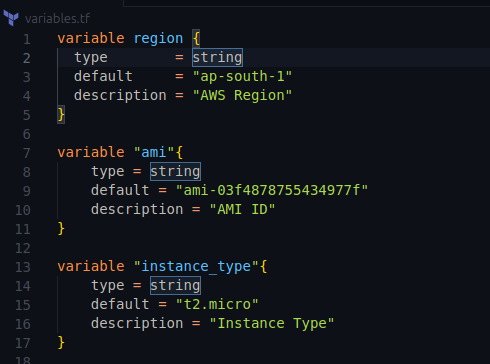 variables.tf
1 variable region {
2   type        = string
3   default     = "ap-south-1"
4   description = "AWS Region"
5 }
6
7 variable "ami"{
8     type = string
9     default = "ami-03f4878755434977f"
10     description = "AMI ID"
11 }
12
13 variable "instance_type"{
14     type = string
15     default = "t2.micro"
16     description = "Instance Type"
17 }
18